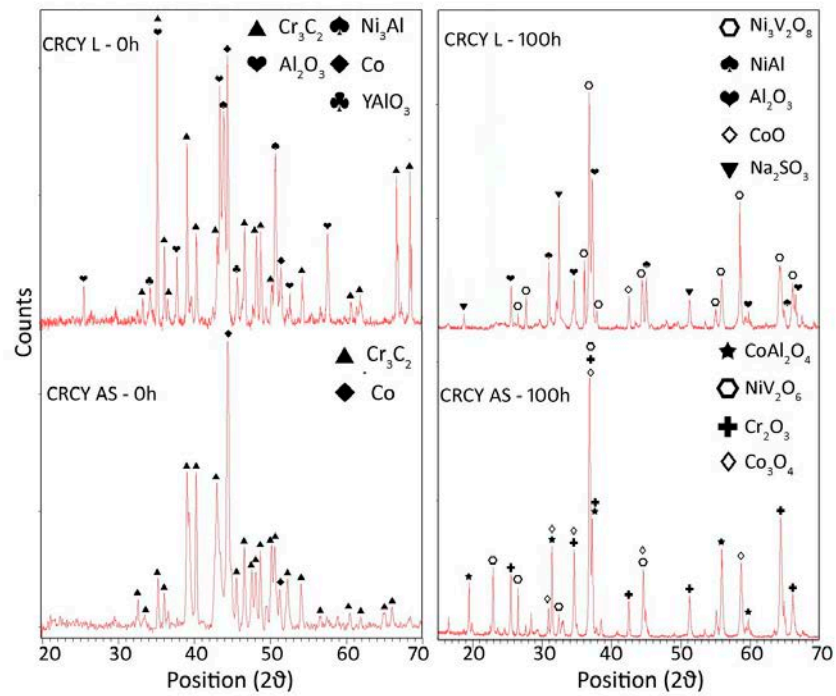 CRCY L - 0h
Cr₃C₂
Ni₃Al
Al₂O₃
Co
YAlO₃
CRCY L - 100h
Ni₃V₂O₈
NiAl
Al₂O₃
CoO
Na₂SO₃
Counts
CRCY AS - 0h
Cr₃C₂
Co
CRCY AS - 100h
CoAl₂O₄
NiV₂O₆
Cr₂O₃
Co₃O₄
20 30 40 50 60 70
Position (2ϑ)
20 30 40 50 60 70
Position (2ϑ)